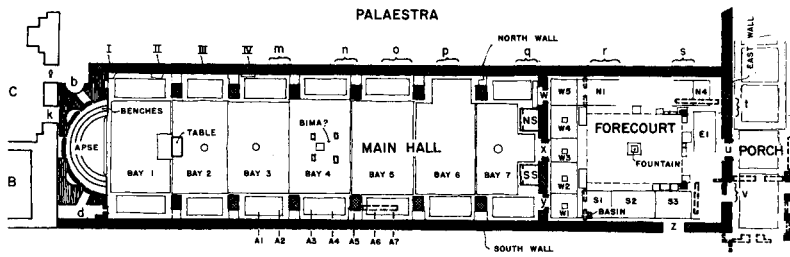 PALAESTRA
I II III IV m n o p NORTH WALL q r s EAST WALL
b
C
k
BENCHES
TABLE
APSE
BIMA?
MAIN HALL
BAY 1 BAY 2 BAY 3 BAY 4 BAY 5 BAY 6 BAY 7
B
d
A1 A2 A3 A4 A5 A6 A7
SOUTH WALL
w
NS
x
SS
y
W5 N1 N4
W4
W3
W2
W1
FORECOURT
FOUNTAIN
E1
S1 S2 S3
BASIN
z
t
u
PORCH
v